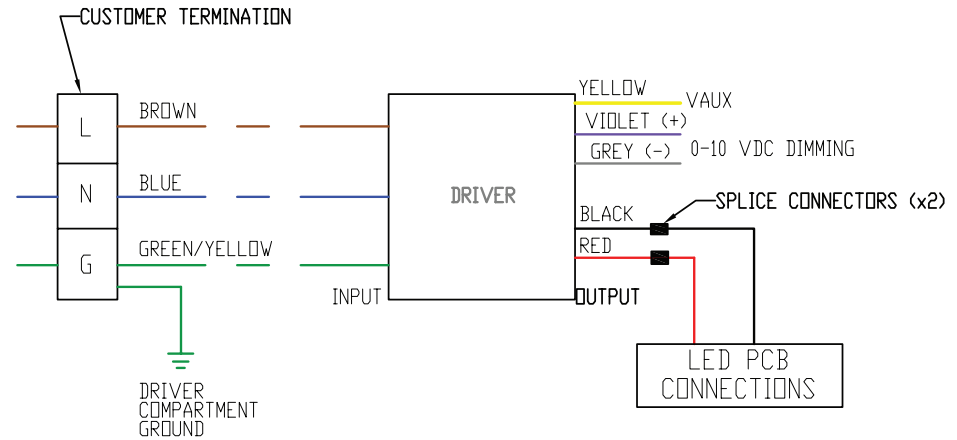 CUSTOMER TERMINATION
L
BROWN
N
BLUE
G
GREEN/YELLOW
DRIVER
COMPARTMENT
GROUND
DRIVER
INPUT
OUTPUT
YELLOW
VAUX
VIOLET (+)
GREY (-)
0-10 VDC DIMMING
BLACK
SPLICE CONNECTORS (x2)
RED
LED PCB
CONNECTIONS